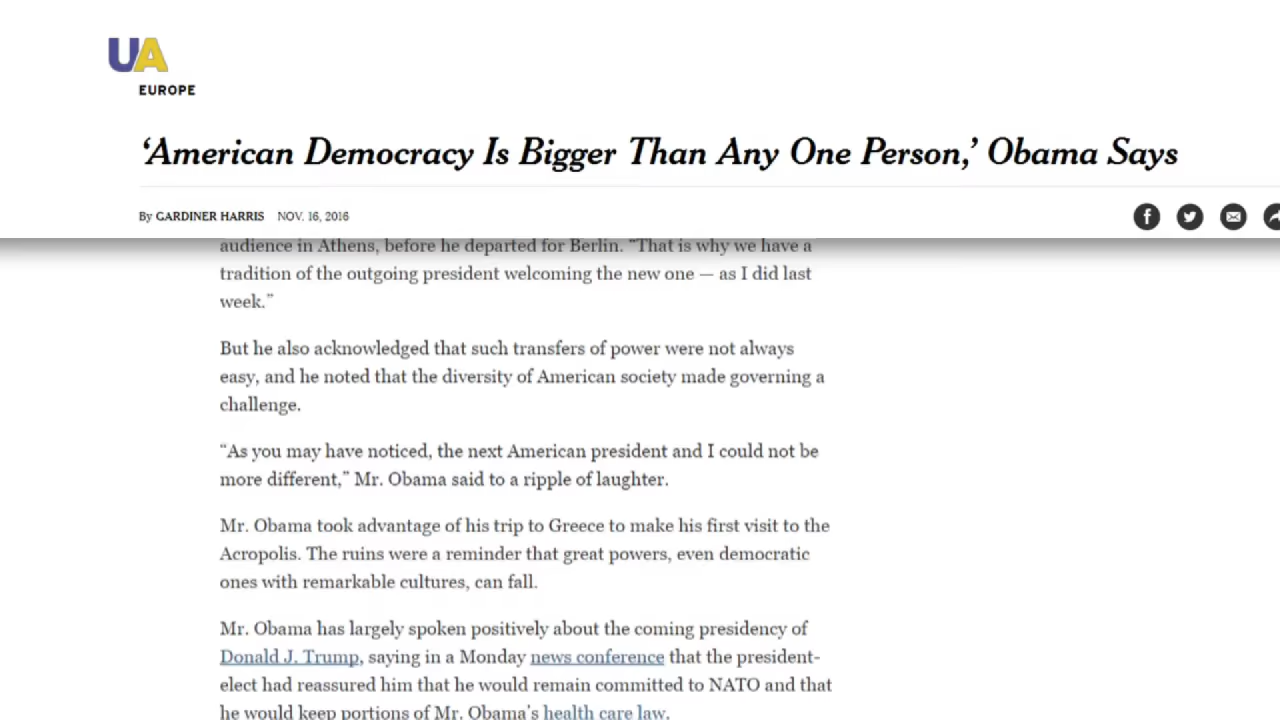 UA
EUROPE
‘American Democracy Is Bigger Than Any One Person,’ Obama Says
By GARDINER HARRIS NOV. 16, 2016
audience in Athens, before he departed for Berlin. “That is why we have a
tradition of the outgoing president welcoming the new one — as I did last
week.”
But he also acknowledged that such transfers of power were not always
easy, and he noted that the diversity of American society made governing a
challenge.
“As you may have noticed, the next American president and I could not be
more different,” Mr. Obama said to a ripple of laughter.
Mr. Obama took advantage of his trip to Greece to make his first visit to the
Acropolis. The ruins were a reminder that great powers, even democratic
ones with remarkable cultures, can fall.
Mr. Obama has largely spoken positively about the coming presidency of
Donald J. Trump, saying in a Monday news conference that the president-
elect had reassured him that he would remain committed to NATO and that
he would keep portions of Mr. Obama’s health care law.